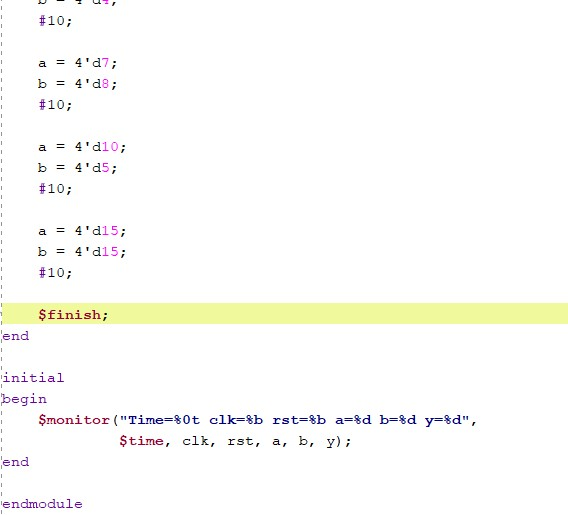 b = 4'd4;
#10;
a = 4'd7;
b = 4'd8;
#10;
a = 4'd10;
b = 4'd5;
#10;
a = 4'd15;
b = 4'd15;
#10;
$finish;
end
initial
begin
$monitor("Time=%0t clk=%b rst=%b a=%d b=%d y=%d",
$time, clk, rst, a, b, y);
end
endmodule